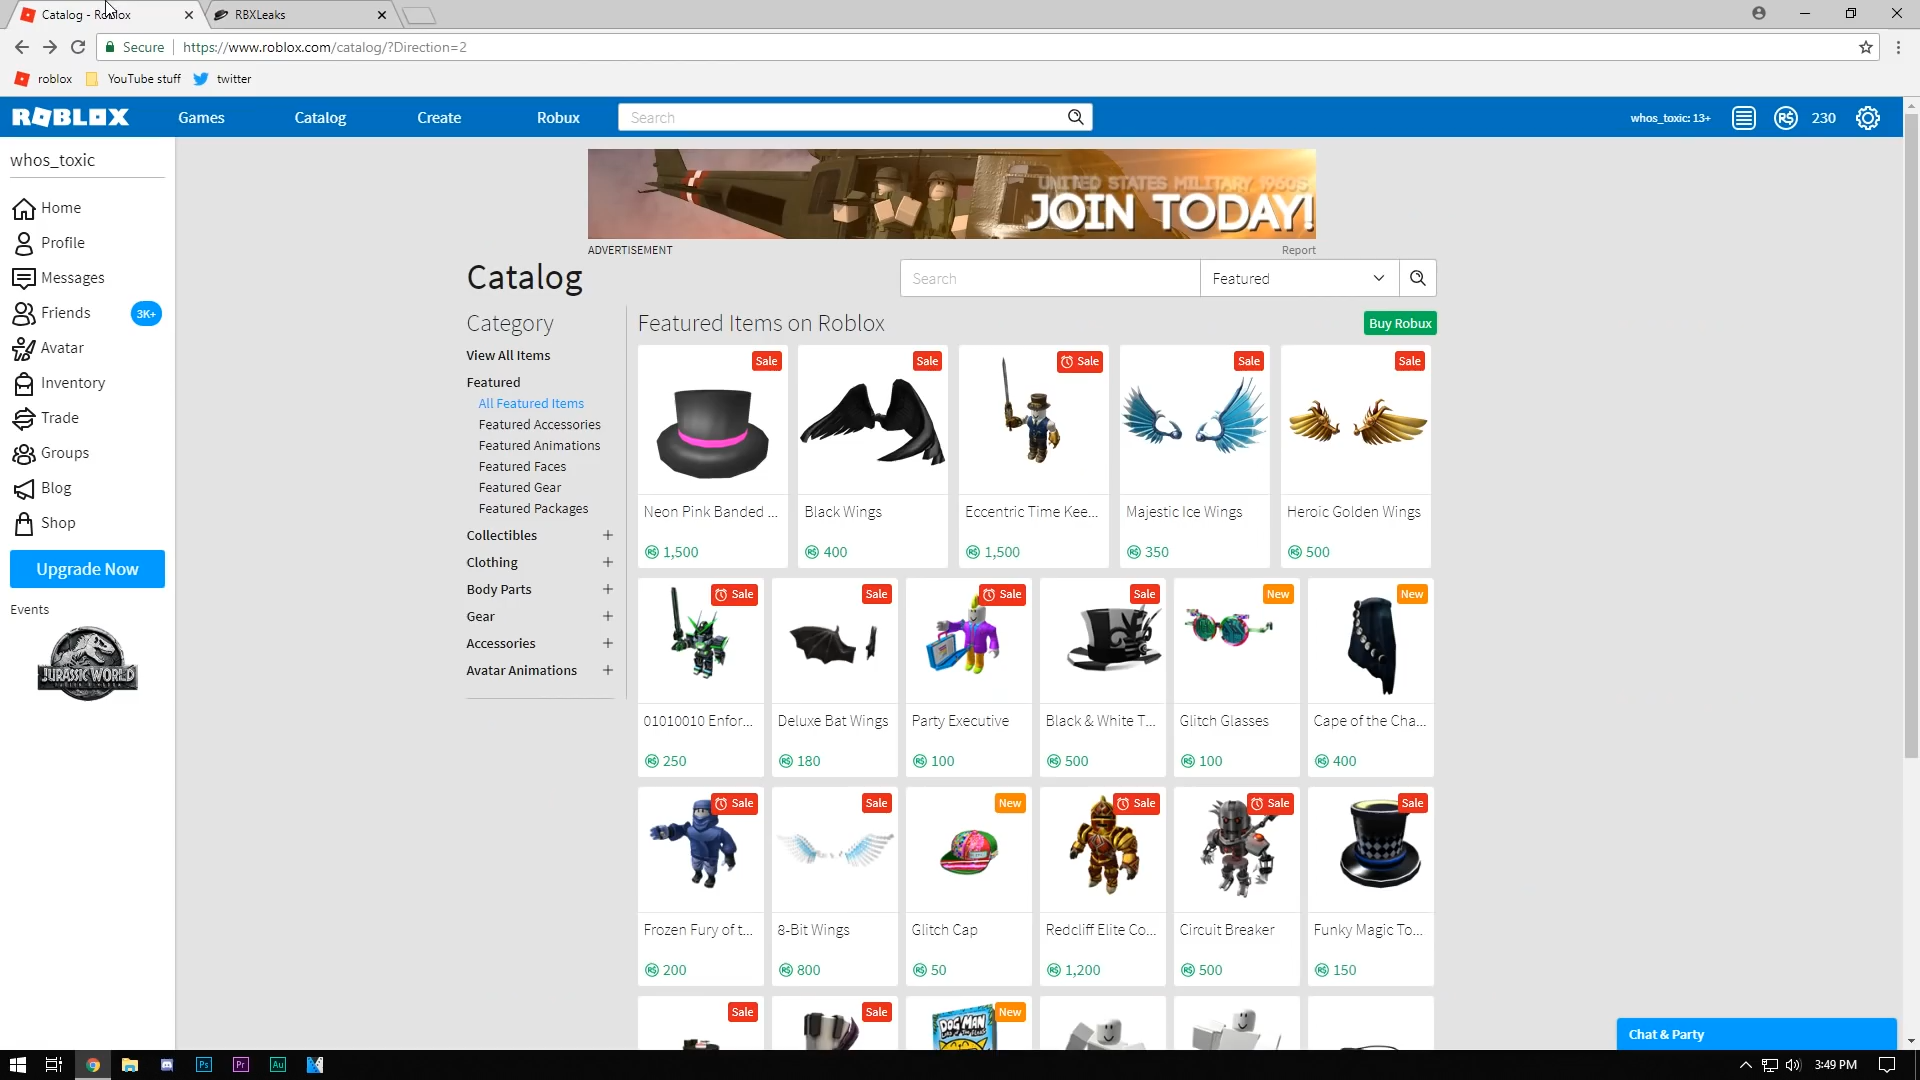 Catalog - Roblox
RBXLeaks
Secure
https://www.roblox.com/catalog/?Direction=2
roblox
YouTube stuff
twitter
ROBLOX
Games
Catalog
Create
Robux
Search
whos_toxic: 13+
230
whos_toxic
Home
Profile
Messages
Friends
3K+
Avatar
Inventory
Trade
Groups
Blog
Shop
Upgrade Now
Events
JURASSIC WORLD
UNITED STATES MILITARY 1960S
JOIN TODAY!
ADVERTISEMENT
Report
Catalog
Search
Featured
Category
View All Items
Featured
All Featured Items
Featured Accessories
Featured Animations
Featured Faces
Featured Gear
Featured Packages
Collectibles +
Clothing +
Body Parts +
Gear +
Accessories +
Avatar Animations +
Featured Items on Roblox
Buy Robux
Sale
Sale
Sale
Sale
Sale
Neon Pink Banded ...
Black Wings
Eccentric Time Kee...
Majestic Ice Wings
Heroic Golden Wings
R$ 1,500
R$ 400
R$ 1,500
R$ 350
R$ 500
Sale
Sale
Sale
Sale
New
New
01010010 Enfor...
Deluxe Bat Wings
Party Executive
Black & White T...
Glitch Glasses
Cape of the Cha...
R$ 250
R$ 180
R$ 100
R$ 500
R$ 100
R$ 400
Sale
Sale
New
Sale
Sale
Sale
Frozen Fury of t...
8-Bit Wings
Glitch Cap
Redcliff Elite Co...
Circuit Breaker
Funky Magic To...
R$ 200
R$ 800
R$ 50
R$ 1,200
R$ 500
R$ 150
Sale
Sale
New
DOG MAN
Chat & Party
Ps
Pr
Au
3:49 PM